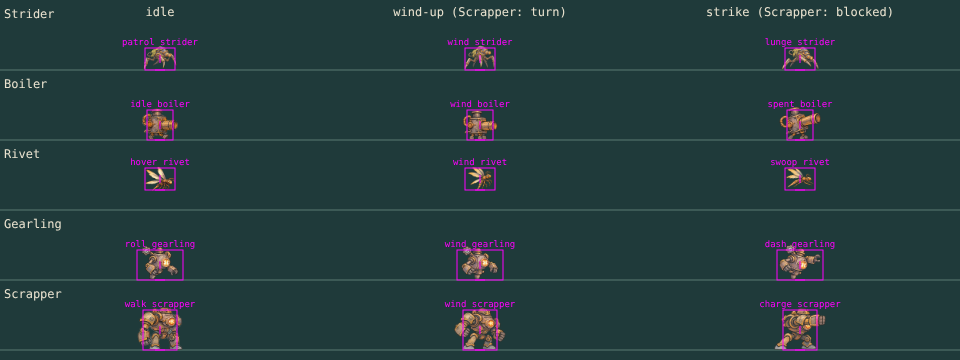 Strider idle wind-up (Scrapper: turn) strike (Scrapper: blocked)
patrol strider wind strider lunge strider
Boiler
idle boiler wind boiler spent boiler
Rivet
hover rivet wind rivet swoop rivet
Gearling
roll gearling wind gearling dash gearling
Scrapper
walk scrapper wind scrapper charge scrapper